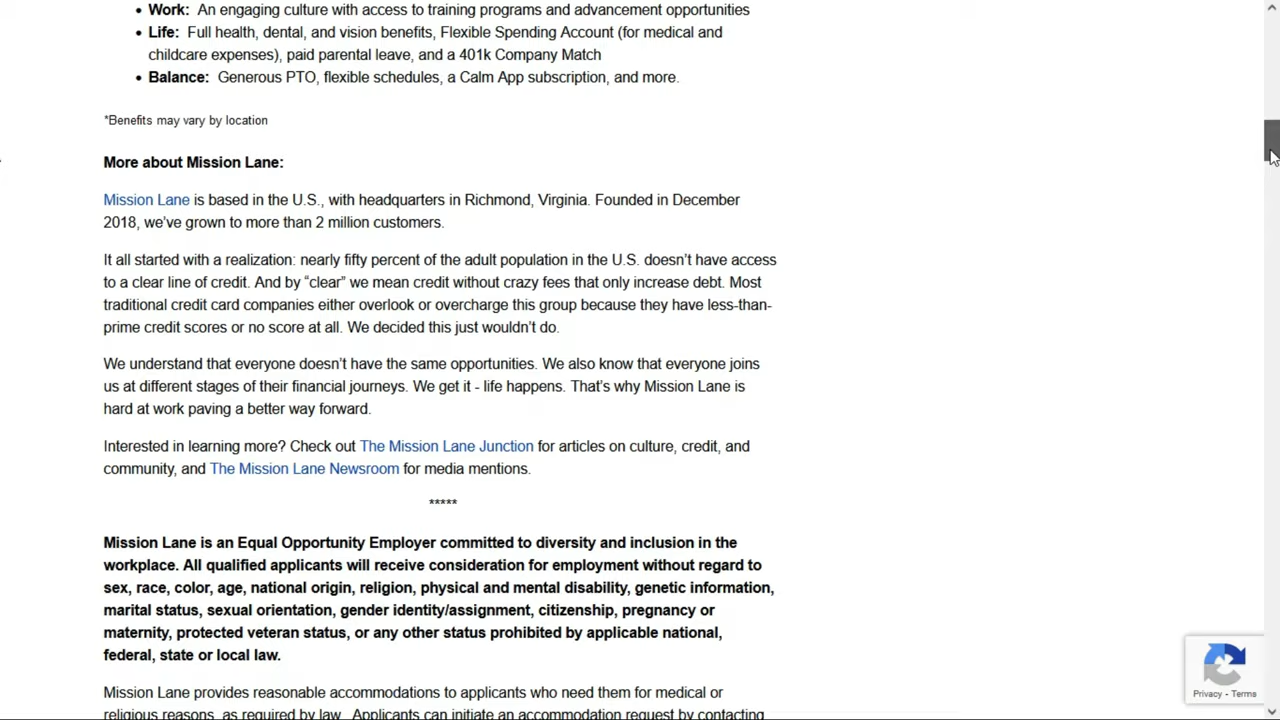 • Work: An engaging culture with access to training programs and advancement opportunities
• Life: Full health, dental, and vision benefits, Flexible Spending Account (for medical and
childcare expenses), paid parental leave, and a 401k Company Match
• Balance: Generous PTO, flexible schedules, a Calm App subscription, and more.
*Benefits may vary by location
More about Mission Lane:
Mission Lane is based in the U.S., with headquarters in Richmond, Virginia. Founded in December
2018, we’ve grown to more than 2 million customers.
It all started with a realization: nearly fifty percent of the adult population in the U.S. doesn’t have access
to a clear line of credit. And by “clear” we mean credit without crazy fees that only increase debt. Most
traditional credit card companies either overlook or overcharge this group because they have less-than-
prime credit scores or no score at all. We decided this just wouldn’t do.
We understand that everyone doesn’t have the same opportunities. We also know that everyone joins
us at different stages of their financial journeys. We get it - life happens. That’s why Mission Lane is
hard at work paving a better way forward.
Interested in learning more? Check out The Mission Lane Junction for articles on culture, credit, and
community, and The Mission Lane Newsroom for media mentions.
*****
Mission Lane is an Equal Opportunity Employer committed to diversity and inclusion in the
workplace. All qualified applicants will receive consideration for employment without regard to
sex, race, color, age, national origin, religion, physical and mental disability, genetic information,
marital status, sexual orientation, gender identity/assignment, citizenship, pregnancy or
maternity, protected veteran status, or any other status prohibited by applicable national,
federal, state or local law.
Mission Lane provides reasonable accommodations to applicants who need them for medical or
religious reasons, as required by law. Applicants can initiate an accommodation request by contacting
Privacy - Terms